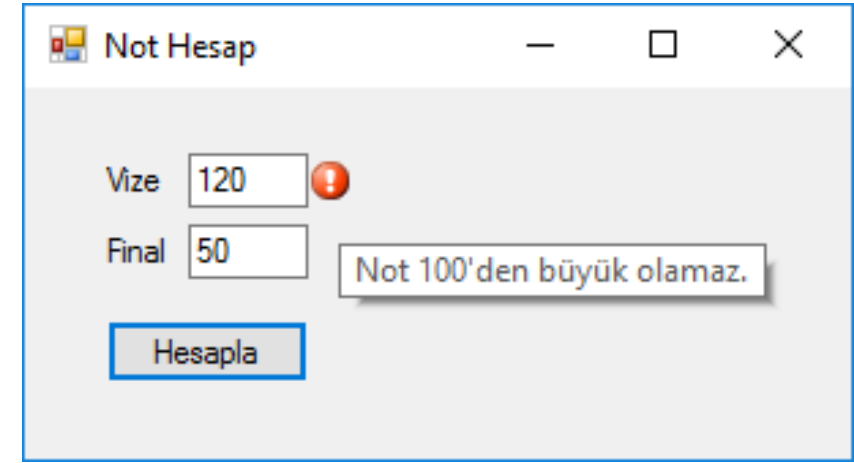 Not Hesap
Vize 120
Final 50
Not 100'den büyük olamaz.
Hesapla